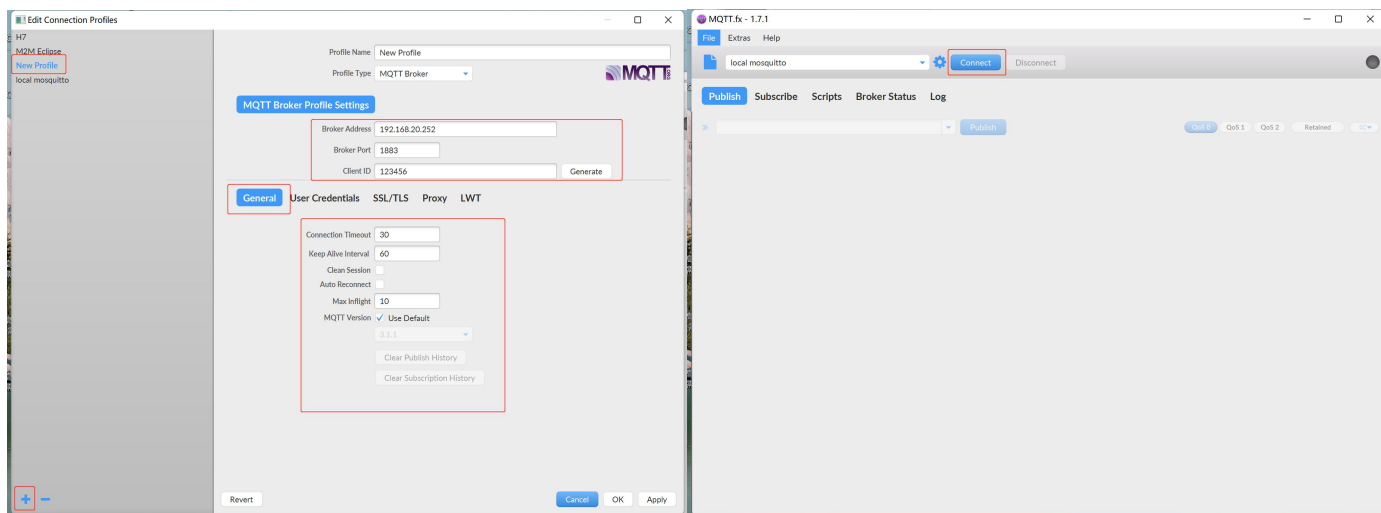 Edit Connection Profiles
H7
M2M Eclipse
New Profile
local mosquitto
Profile Name New Profile
Profile Type MQTT Broker
MQTT
MQTT Broker Profile Settings
Broker Address 192.168.20.252
Broker Port 1883
Client ID 123456 Generate
General User Credentials SSL/TLS Proxy LWT
Connection Timeout 30
Keep Alive Interval 60
Clean Session
Auto Reconnect
Max Inflight 10
MQTT Version Use Default
3.1.1
Clear Publish History
Clear Subscription History
Revert Cancel OK Apply
MQTT.fx - 1.7.1
File Extras Help
local mosquitto Connect Disconnect
Publish Subscribe Scripts Broker Status Log
Publish QoS 0 QoS 1 QoS 2 Retained